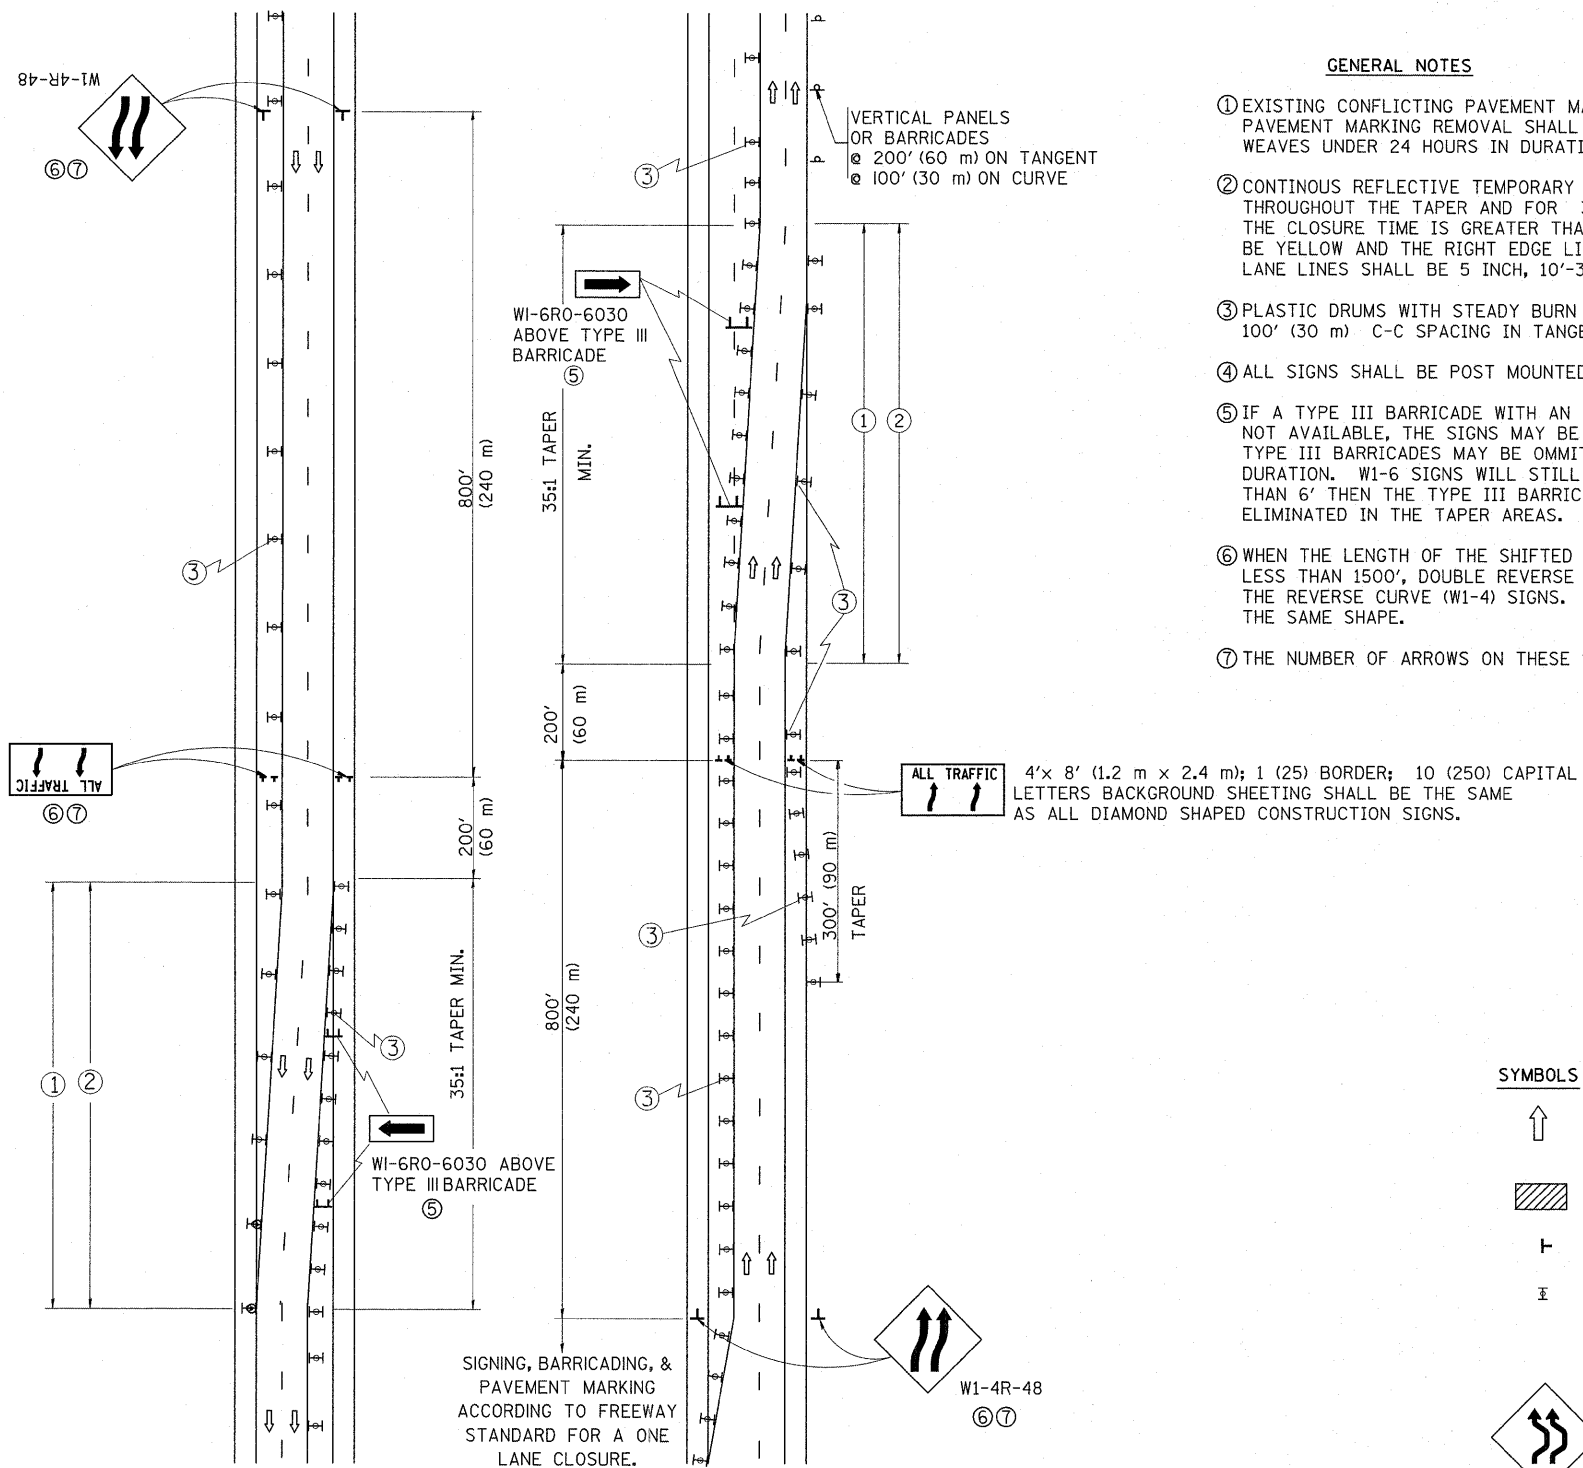 W1-4R-48
⑥⑦
③
800'
(240 m)
ALL TRAFFIC
⑥⑦
200'
(60 m)
①
②
35:1 TAPER MIN.
③
WI-6RO-6030 ABOVE
TYPE III BARRICADE
⑤
VERTICAL PANELS
OR BARRICADES
@ 200' (60 m) ON TANGENT
@ 100' (30 m) ON CURVE
③
WI-6RO-6030
ABOVE TYPE III
BARRICADE
⑤
35:1 TAPER
MIN.
①
②
③
200'
(60 m)
ALL TRAFFIC
4'x 8' (1.2 m x 2.4 m); 1 (25) BORDER; 10 (250) CAPITAL
LETTERS BACKGROUND SHEETING SHALL BE THE SAME
AS ALL DIAMOND SHAPED CONSTRUCTION SIGNS.
300' (90 m)
TAPER
③
800'
(240 m)
③
SIGNING, BARRICADING, &
PAVEMENT MARKING
ACCORDING TO FREEWAY
STANDARD FOR A ONE
LANE CLOSURE.
W1-4R-48
⑥⑦
GENERAL NOTES
① EXISTING CONFLICTING PAVEMENT
PAVEMENT MARKING REMOVAL SHALL
WEAVES UNDER 24 HOURS IN
② CONTINOUS REFLECTIVE TEMPORARY
THROUGHOUT THE TAPER AND FOR
THE CLOSURE TIME IS GREATER
BE YELLOW AND THE RIGHT EDGE
LANE LINES SHALL BE 5 INCH,
③ PLASTIC DRUMS WITH STEADY BURN
100' (30 m) C-C SPACING IN
④ ALL SIGNS SHALL BE POST MOUNTED
⑤ IF A TYPE III BARRICADE WITH AN
NOT AVAILABLE, THE SIGNS MAY BE
TYPE III BARRICADES MAY BE
DURATION. W1-6 SIGNS WILL STILL
THAN 6' THEN THE TYPE III
ELIMINATED IN THE TAPER AREAS.
⑥ WHEN THE LENGTH OF THE SHIFTED
LESS THAN 1500', DOUBLE REVERSE
THE REVERSE CURVE (W1-4) SIGNS.
THE SAME SHAPE.
⑦ THE NUMBER OF ARROWS ON THESE
SYMBOLS